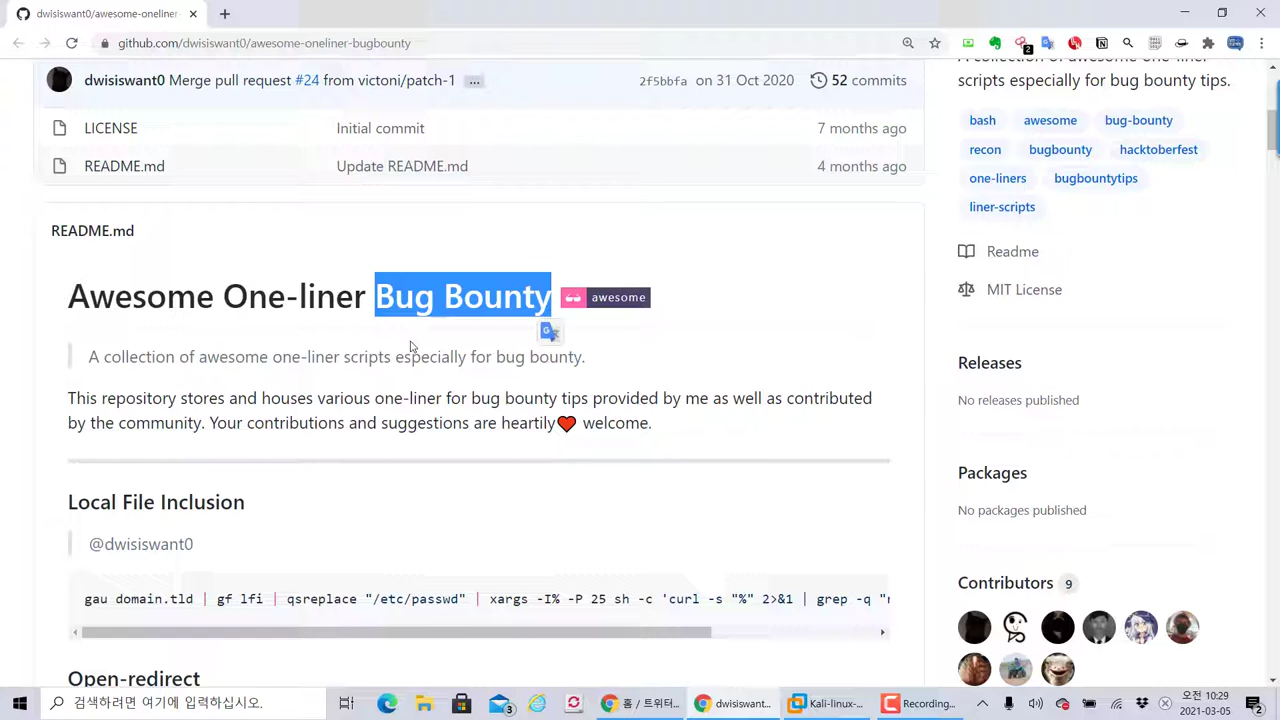 dwisiswant0/awesome-oneliner
github.com/dwisiswant0/awesome-oneliner-bugbounty
2
dwisiswant0 Merge pull request #24 from victoni/patch-1 ... 2f5bbfa on 31 Oct 2020 52 commits
LICENSE Initial commit 7 months ago
README.md Update README.md 4 months ago
README.md
Awesome One-liner Bug Bounty awesome
A collection of awesome one-liner scripts especially for bug bounty.
This repository stores and houses various one-liner for bug bounty tips provided by me as well as contributed
by the community. Your contributions and suggestions are heartily❤️ welcome.
Local File Inclusion
@dwisiswant0
gau domain.tld | gf lfi | qsreplace "/etc/passwd" | xargs -I% -P 25 sh -c 'curl -s "%" 2>&1 | grep -q "r
Open-redirect
A collection of awesome one-liner
scripts especially for bug bounty tips.
bash awesome bug-bounty
recon bugbounty hacktoberfest
one-liners bugbountytips
liner-scripts
Readme
MIT License
Releases
No releases published
Packages
No packages published
Contributors 9
검색하려면 여기에 입력하십시오.
3
홈 / 트위터...
dwisiswant...
Kali-linux-...
Recording...
오전 10:29
2021-03-05
2